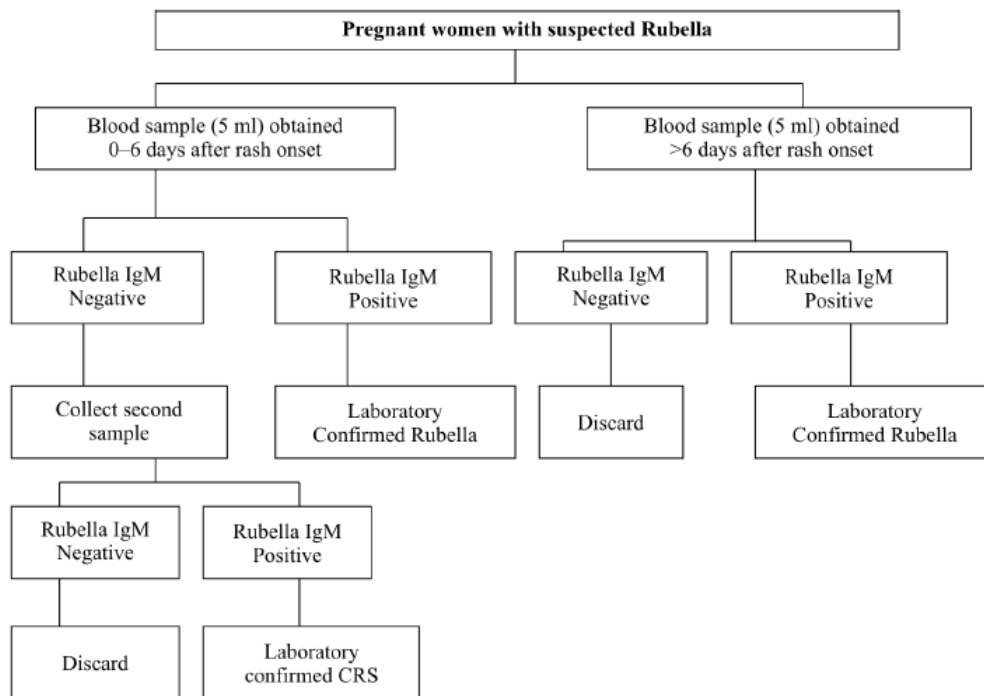 Pregnant women with suspected Rubella
Blood sample (5 ml) obtained
0–6 days after rash onset
Blood sample (5 ml) obtained
>6 days after rash onset
Rubella IgM
Negative
Rubella IgM
Positive
Rubella IgM
Negative
Rubella IgM
Positive
Collect second
sample
Laboratory
Confirmed Rubella
Discard
Laboratory
Confirmed Rubella
Rubella IgM
Negative
Rubella IgM
Positive
Discard
Laboratory
confirmed CRS